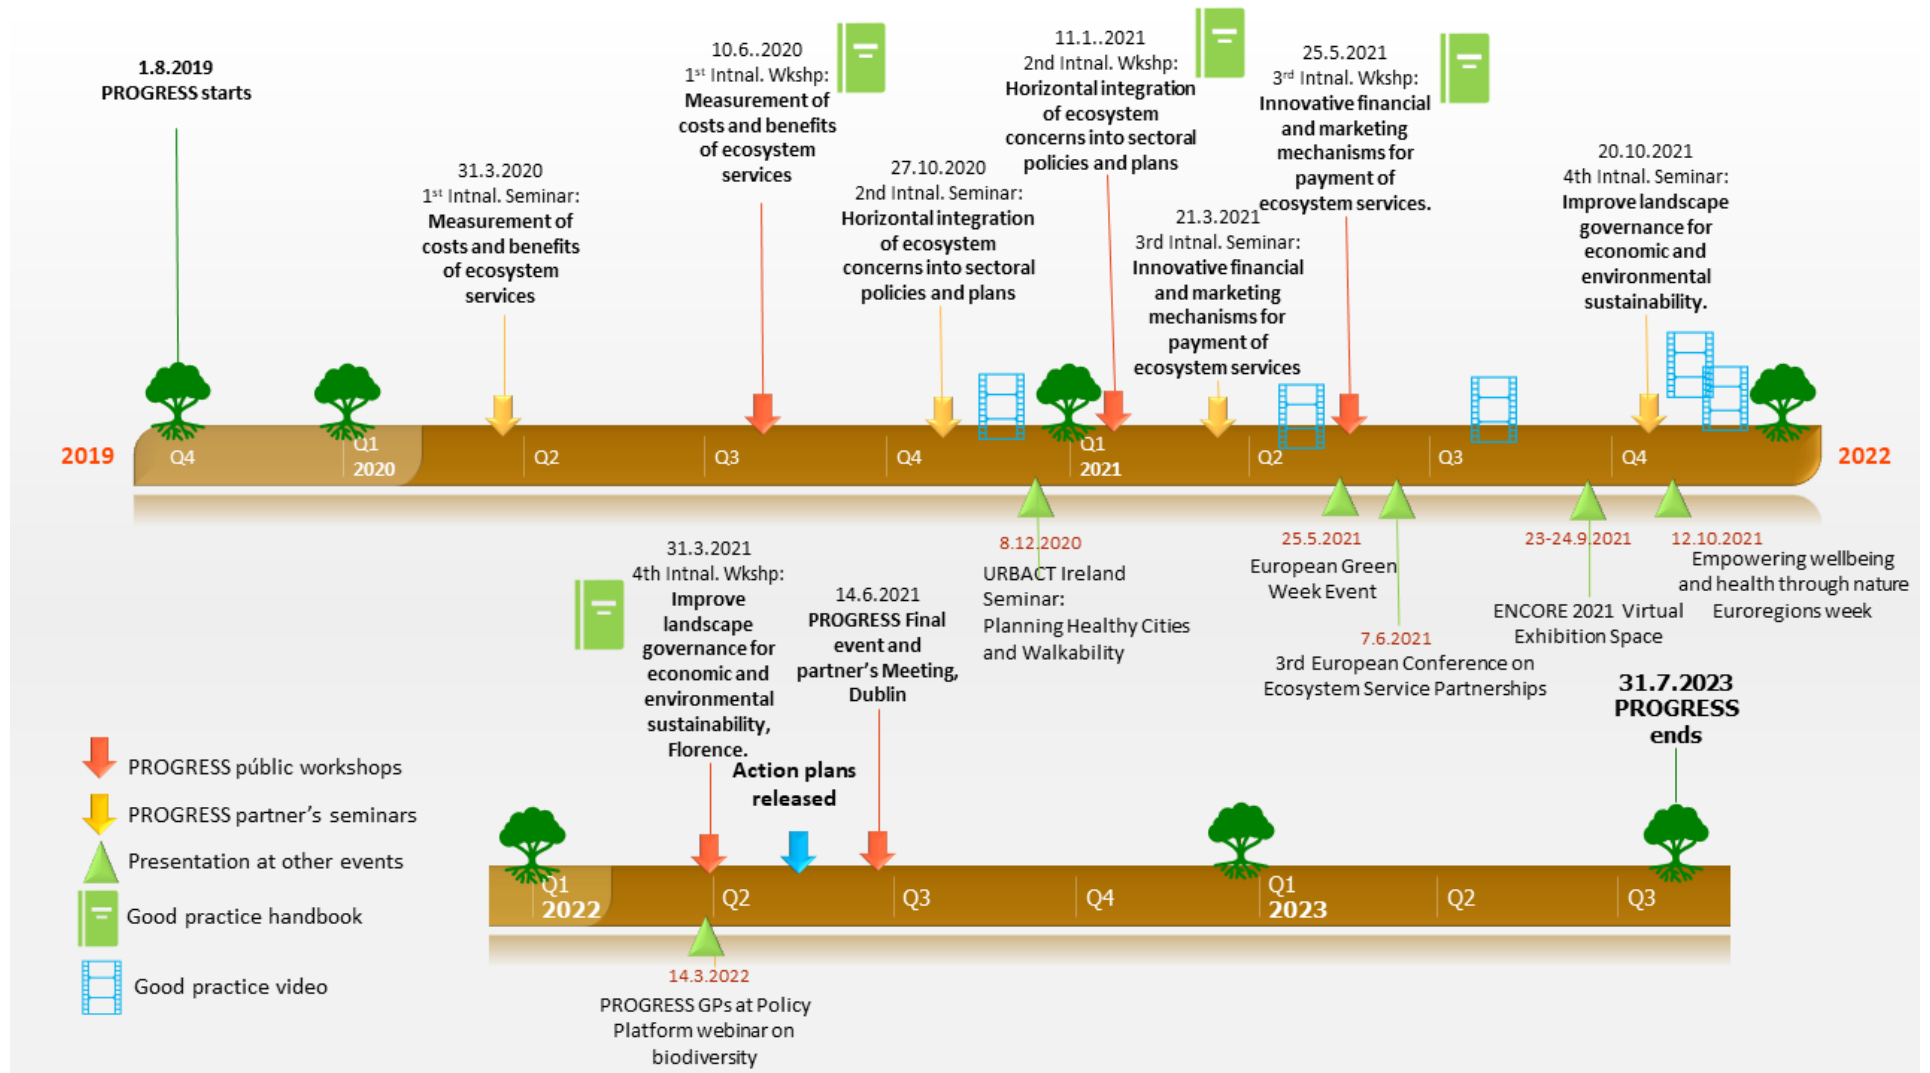 1.8.2019
PROGRESS starts
31.3.2020
1st Intnal. Seminar:
Measurement of
costs and benefits
of ecosystem
services
10.6..2020
1st Intnal. Wkshp:
Measurement of
costs and benefits
of ecosystem
services
27.10.2020
2nd Intnal. Seminar:
Horizontal integration
of ecosystem
concerns into sectoral
policies and plans
11.1..2021
2nd Intnal. Wkshp:
Horizontal integration
of ecosystem
concerns into sectoral
policies and plans
21.3.2021
3rd Intnal. Seminar:
Innovative financial
and marketing
mechanisms for
payment of
ecosystem services
25.5.2021
3rd Intnal. Wkshp:
Innovative financial
and marketing
mechanisms for
payment of
ecosystem services.
20.10.2021
4th Intnal. Seminar:
Improve landscape
governance for
economic and
environmental
sustainability.
2019
Q4
Q1
2020
Q2
Q3
Q4
Q1
2021
Q2
Q3
Q4
2022
8.12.2020
URBACT Ireland
Seminar:
Planning Healthy Cities
and Walkability
25.5.2021
European Green
Week Event
7.6.2021
3rd European Conference on
Ecosystem Service Partnerships
23-24.9.2021
ENCORE 2021 Virtual
Exhibition Space
12.10.2021
Empowering wellbeing
and health through nature
Euroregions week
31.3.2021
4th Intnal. Wkshp:
Improve
landscape
governance for
economic and
environmental
sustainability,
Florence.
Action plans
released
14.6.2021
PROGRESS Final
event and
partner's Meeting,
Dublin
31.7.2023
PROGRESS
ends
PROGRESS públic workshops
PROGRESS partner's seminars
Presentation at other events
Good practice handbook
Good practice video
Q1
2022
Q2
Q3
Q4
Q1
2023
Q2
Q3
14.3.2022
PROGRESS GPs at Policy
Platform webinar on
biodiversity